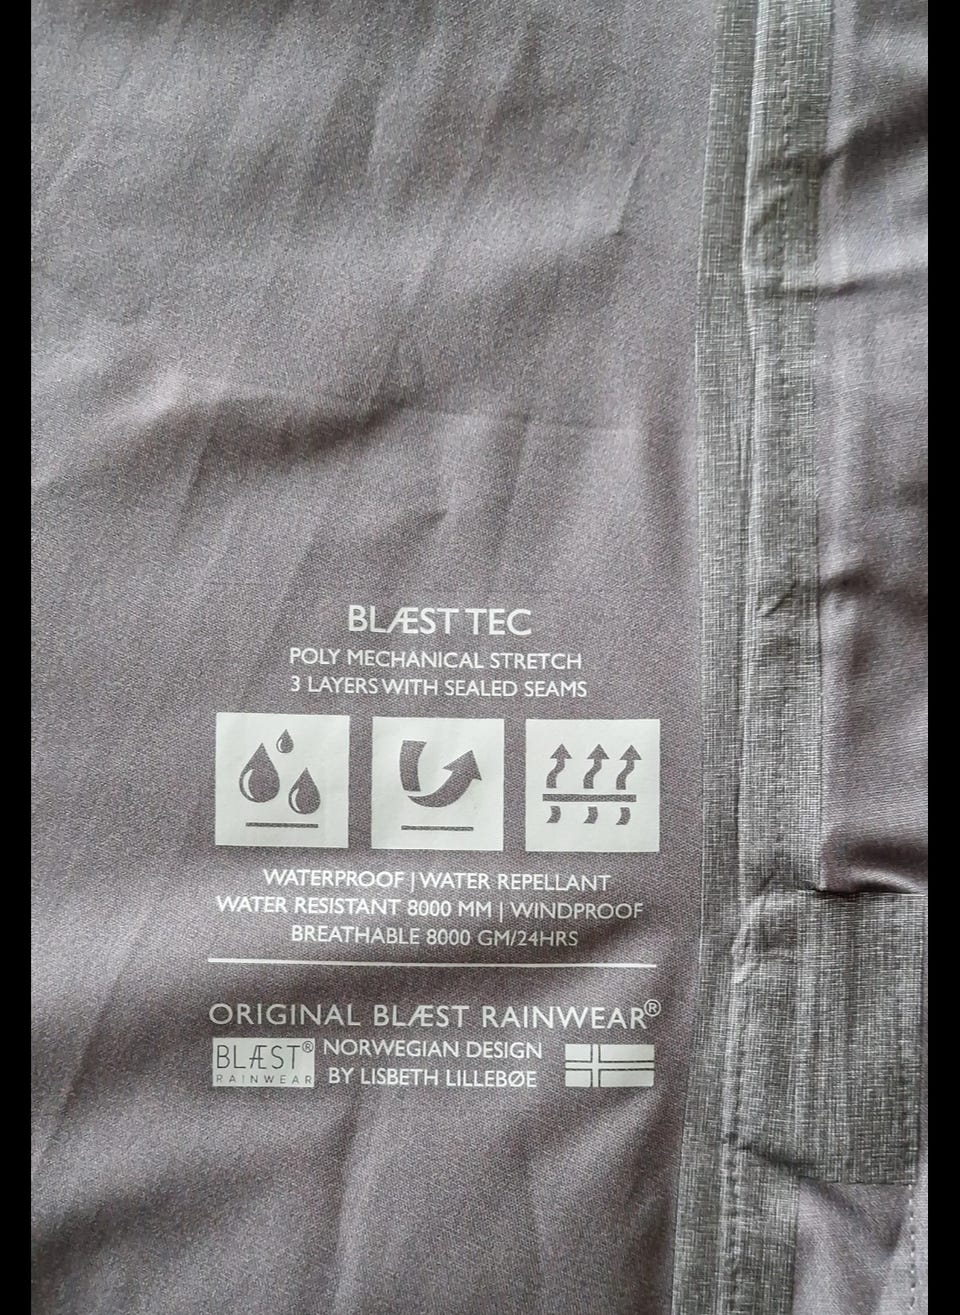 BLÆST TEC
POLY MECHANICAL STRETCH
3 LAYERS WITH SEALED SEAMS
WATERPROOF | WATER REPELLANT
WATER RESISTANT 8000 MM | WINDPROOF
BREATHABLE 8000 GM/24HRS
ORIGINAL BLÆST RAINWEAR®
BLÆST®
RAINWEAR
NORWEGIAN DESIGN
BY LISBETH LILLEBØE